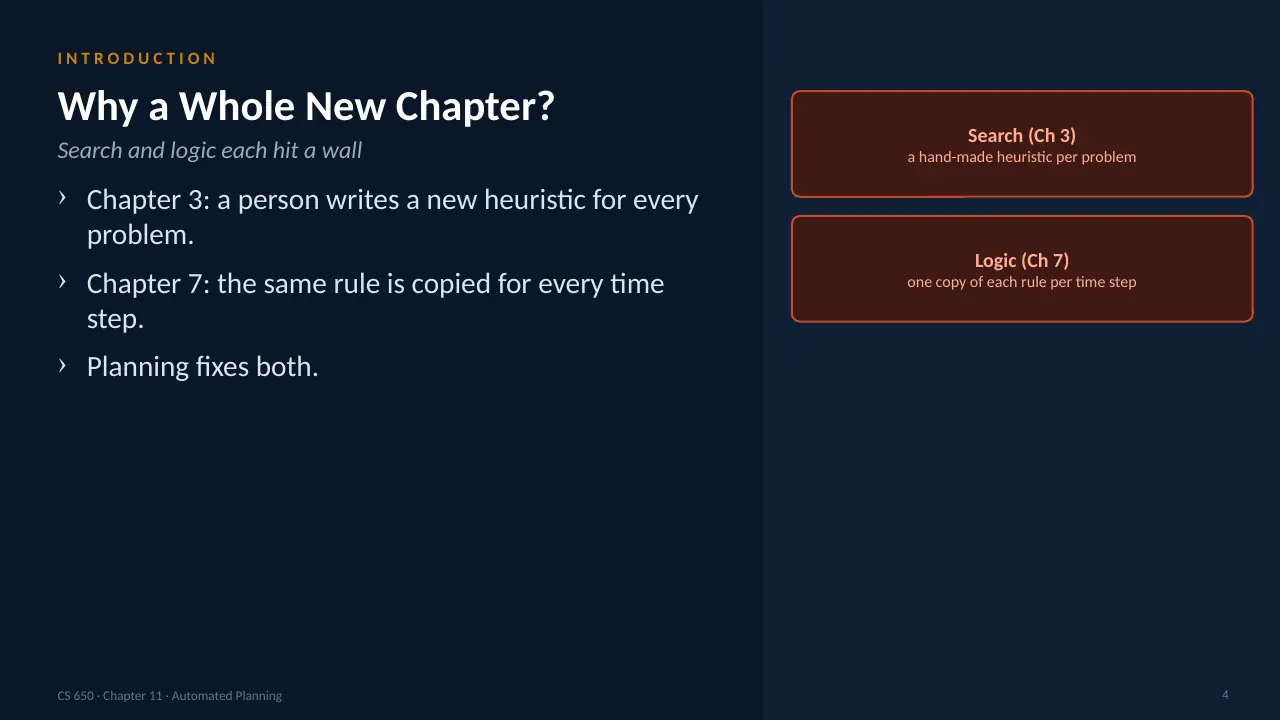 INTRODUCTION
Why a Whole New Chapter?
Search and logic each hit a wall
› Chapter 3: a person writes a new heuristic for every
problem.
› Chapter 7: the same rule is copied for every time
step.
› Planning fixes both.
Search (Ch 3)
a hand-made heuristic per problem
Logic (Ch 7)
one copy of each rule per time step
CS 650 · Chapter 11 · Automated Planning
4